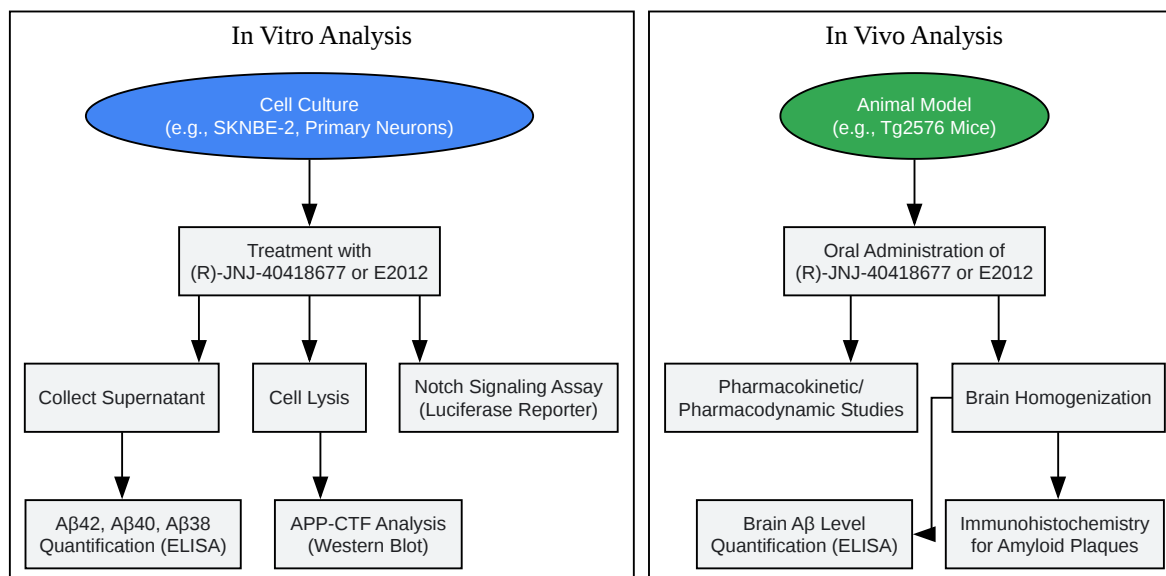 In Vitro Analysis
Cell Culture
(e.g., SKNBE-2, Primary Neurons)
Treatment with
(R)-JNJ-40418677 or E2012
Collect Supernatant
Cell Lysis
Notch Signaling Assay
(Luciferase Reporter)
Aβ42, Aβ40, Aβ38
Quantification (ELISA)
APP-CTF Analysis
(Western Blot)
In Vivo Analysis
Animal Model
(e.g., Tg2576 Mice)
Oral Administration of
(R)-JNJ-40418677 or E2012
Pharmacokinetic/
Pharmacodynamic Studies
Brain Homogenization
Brain Aβ Level
Quantification (ELISA)
Immunohistochemistry
for Amyloid Plaques